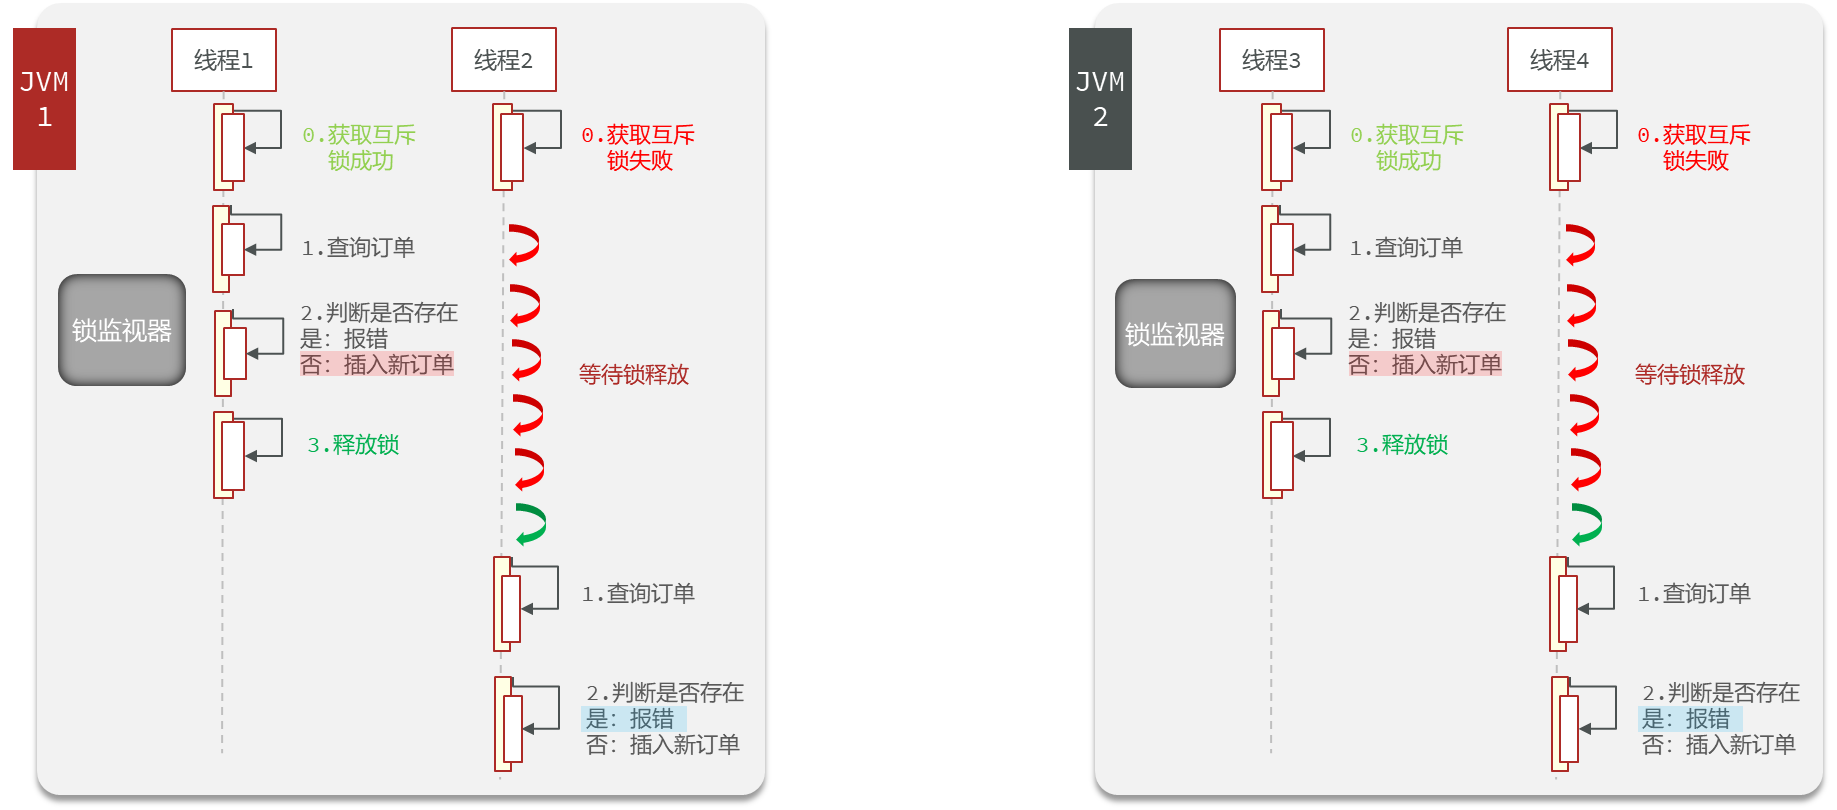 JVM
1
线程1
线程2
0.获取互斥
锁成功
0.获取互斥
锁失败
1.查询订单
锁监视器
2.判断是否存在
是：报错
否：插入新订单
等待锁释放
3.释放锁
1.查询订单
2.判断是否存在
是：报错
否：插入新订单
JVM
2
线程3
线程4
0.获取互斥
锁成功
0.获取互斥
锁失败
1.查询订单
锁监视器
2.判断是否存在
是：报错
否：插入新订单
等待锁释放
3.释放锁
1.查询订单
2.判断是否存在
是：报错
否：插入新订单